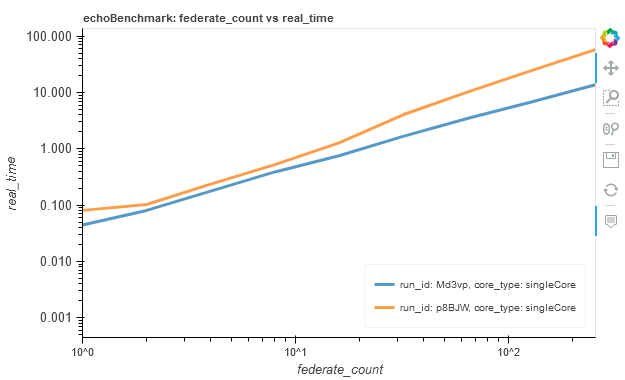 echoBenchmark: federate_count vs real_time
100.000
10.000
1.000
0.100
0.010
0.001
real_time
10^0
10^1
10^2
federate_count
run_id: Md3vp, core_type: singleCore
run_id: p8BJW, core_type: singleCore